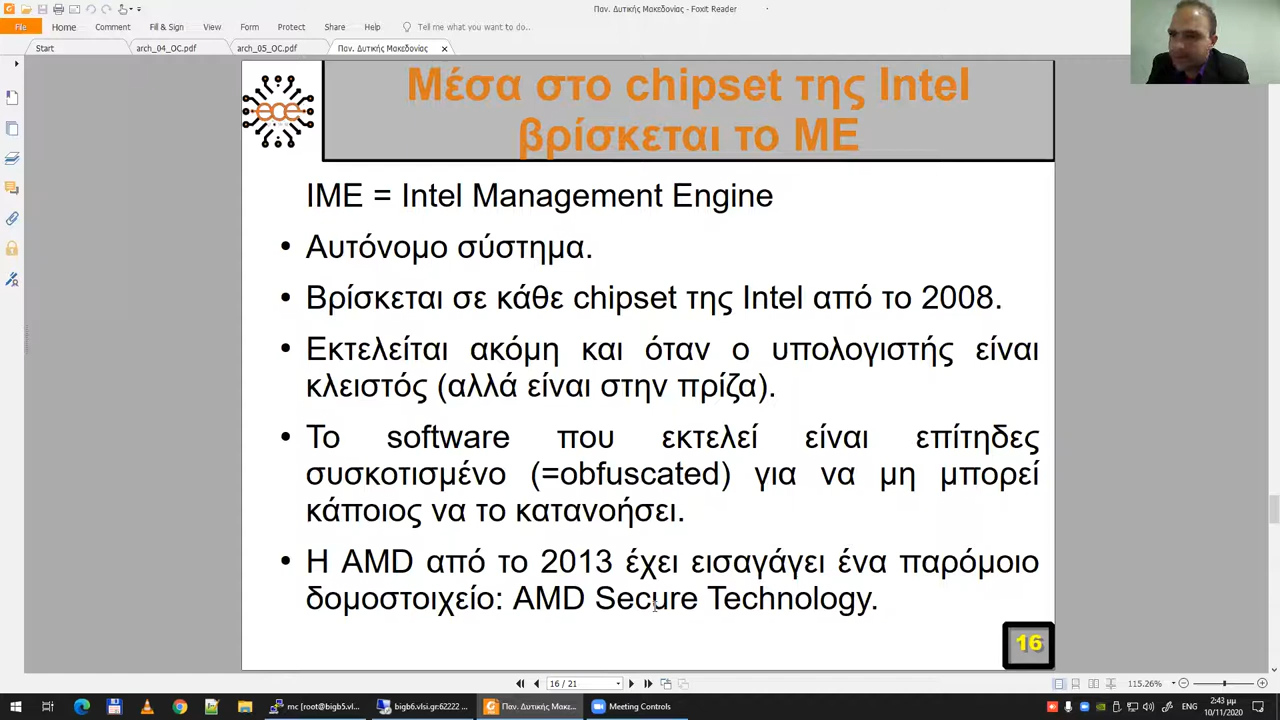 Παν. Δυτικής Μακεδονίας - Foxit Reader
File Home Comment Fill & Sign View Form Protect Share Help Tell me what you want to do..
Start arch_04_OC.pdf arch_05_OC.pdf Παν. Δυτικής Μακεδονίας
ece
Μέσα στο chipset της Intel
βρίσκεται το ME
IME = Intel Management Engine
• Αυτόνομο σύστημα.
• Βρίσκεται σε κάθε chipset της Intel από το 2008.
• Εκτελείται ακόμη και όταν ο υπολογιστής είναι
κλειστός (αλλά είναι στην πρίζα).
• Το software που εκτελεί είναι επίτηδες
συσκοτισμένο (=obfuscated) για να μη μπορεί
κάποιος να το κατανοήσει.
• Η AMD από το 2013 έχει εισαγάγει ένα παρόμοιο
δομοστοιχείο: AMD Secure Technology.
16
16 / 21
115.26%
mc [root@bigb5.vl... bigb6.vlsi.gr:62222 ... Παν. Δυτικής Μακεδ... Meeting Controls
2:43 μμ
10/11/2020